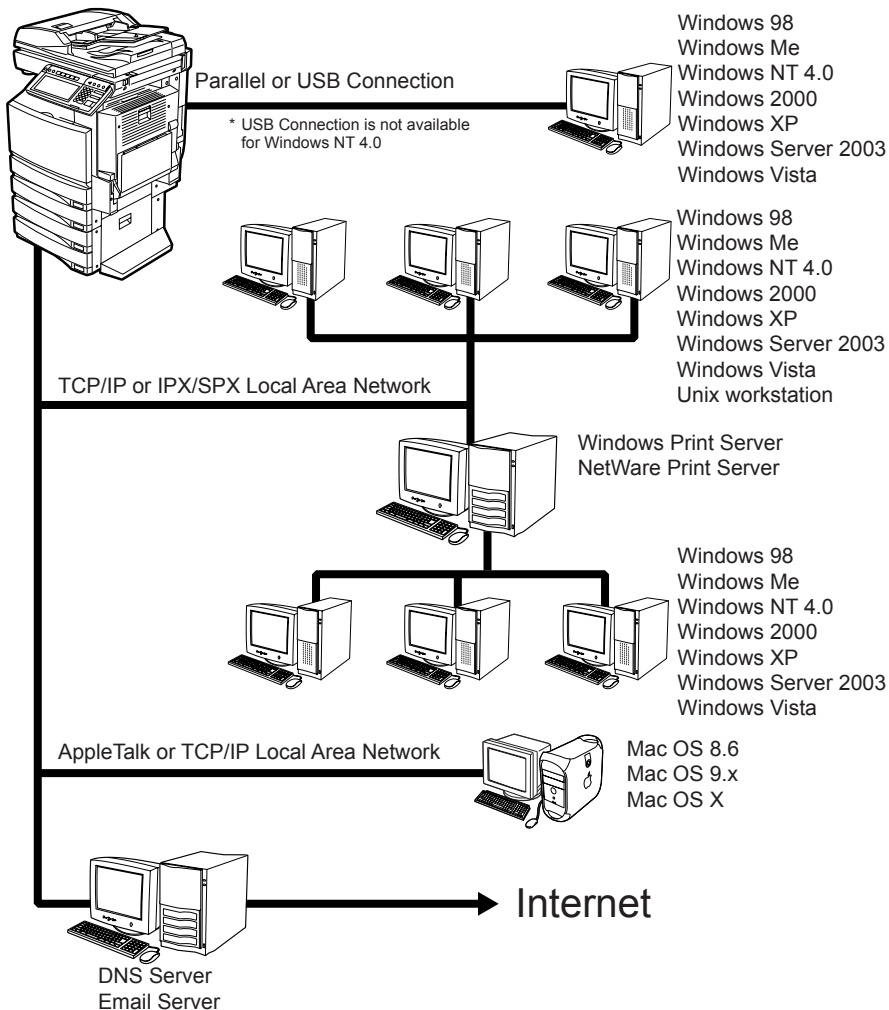 Windows 98
Windows Me
Windows NT 4.0
Windows 2000
Windows XP
Windows Server 2003
Windows Vista
Parallel or USB Connection
* USB Connection is not available
for Windows NT 4.0
Windows 98
Windows Me
Windows NT 4.0
Windows 2000
Windows XP
Windows Server 2003
Windows Vista
Unix workstation
TCP/IP or IPX/SPX Local Area Network
Windows Print Server
NetWare Print Server
Windows 98
Windows Me
Windows NT 4.0
Windows 2000
Windows XP
Windows Server 2003
Windows Vista
AppleTalk or TCP/IP Local Area Network
Mac OS 8.6
Mac OS 9.x
Mac OS X
Internet
DNS Server
Email Server